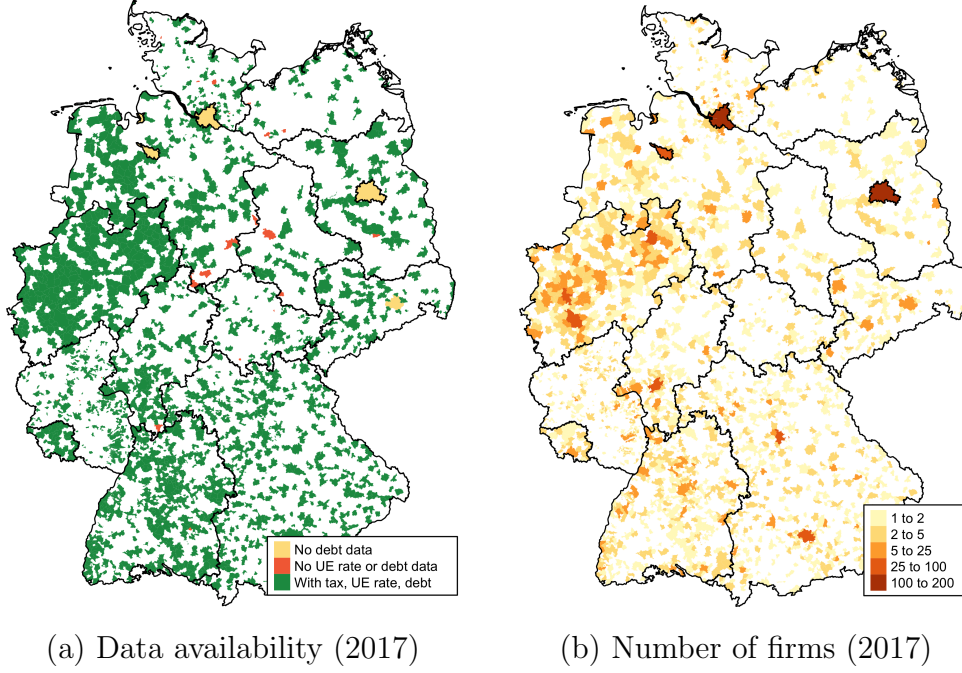 No debt data
No UE rate or debt data
With tax, UE rate, debt
1 to 2
2 to 5
5 to 25
25 to 100
100 to 200
(a) Data availability (2017)
(b) Number of firms (2017)